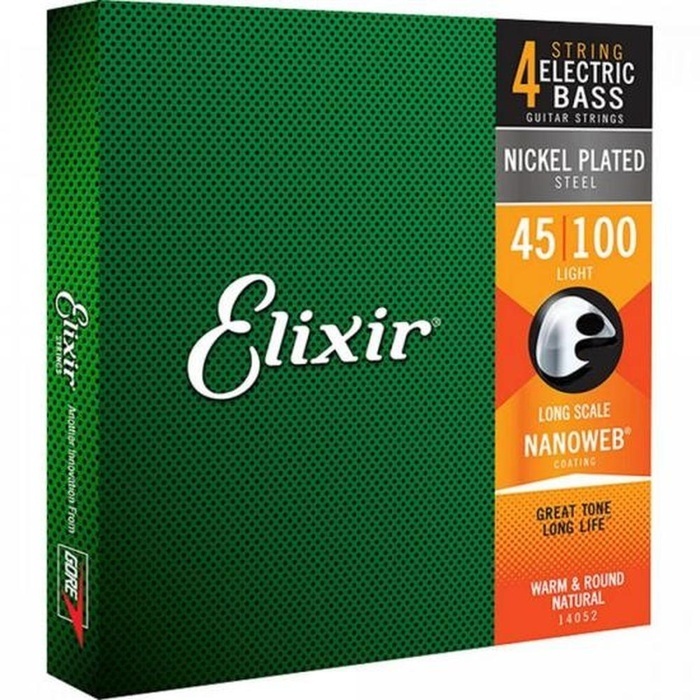 Elixir®
4 STRING
ELECTRIC
BASS
GUITAR STRINGS
NICKEL PLATED
STEEL
45|100
LIGHT
LONG SCALE
NANOWEB®
COATING
GREAT TONE
LONG LIFE™
WARM & ROUND
NATURAL
14052
Elixir
STRINGS
Another Innovation From
GORE